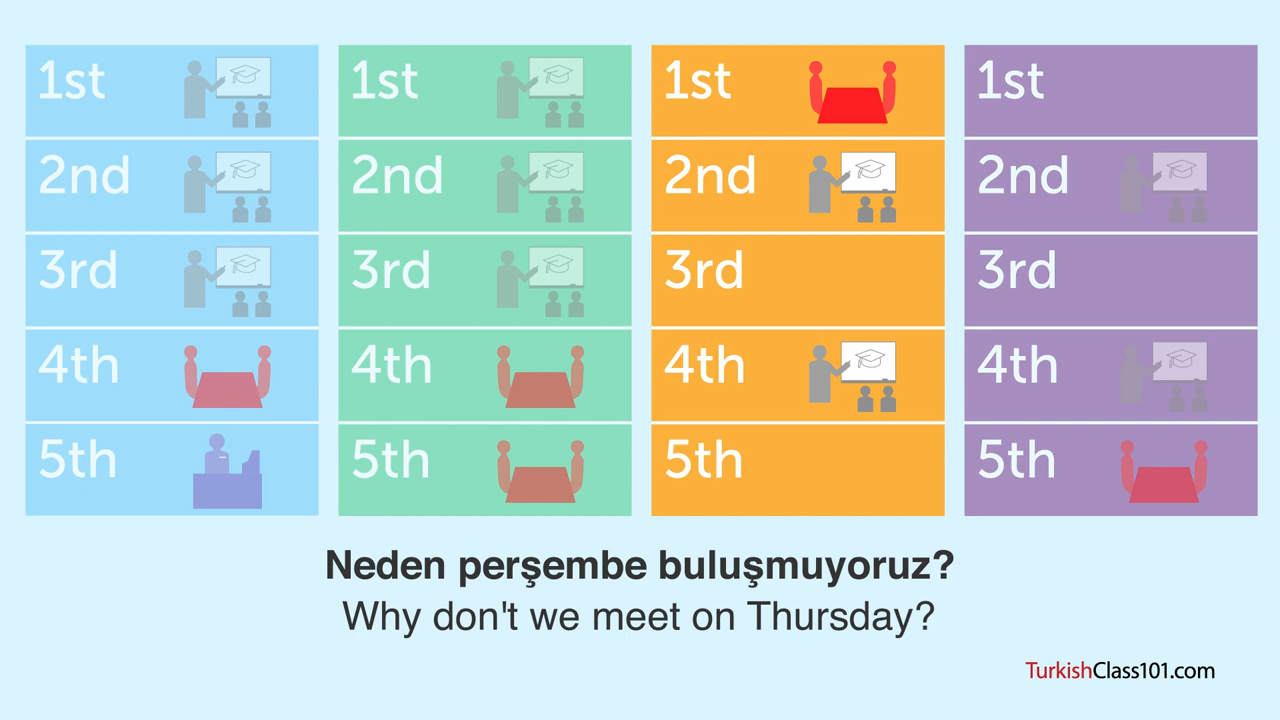 1st
2nd
3rd
4th
5th
1st
2nd
3rd
4th
5th
1st
2nd
3rd
4th
5th
1st
2nd
3rd
4th
5th
Neden perşembe buluşmuyoruz?
Why don't we meet on Thursday?
TurkishClass101.com